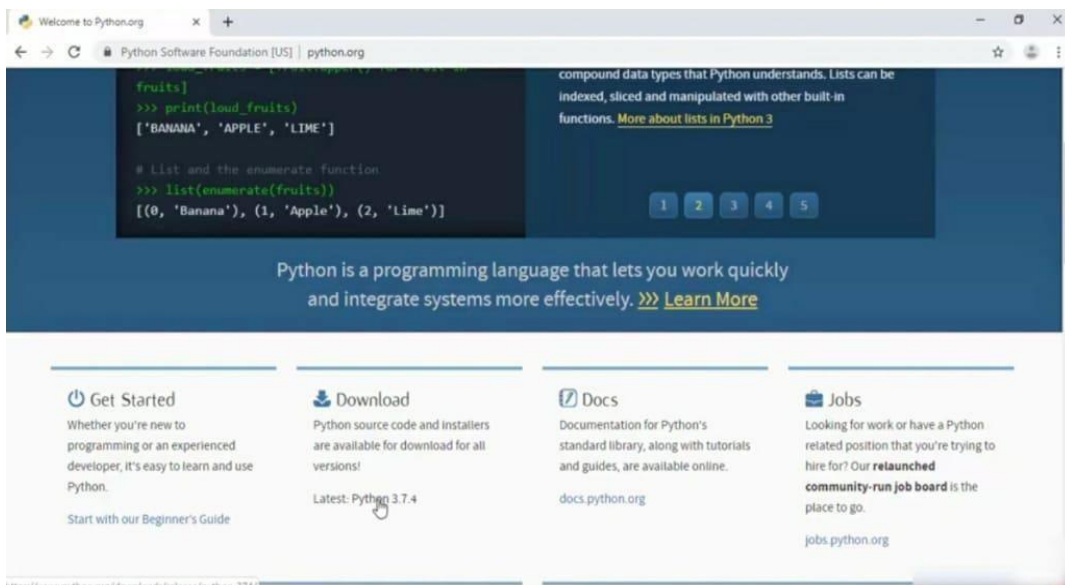 Welcome to Python.org
Python Software Foundation [US] | python.org
fruits]
>>> print(loud_fruits)
['BANANA', 'APPLE', 'LIME']
# List and the enumerate function
>>> list(enumerate(fruits))
[(0, 'Banana'), (1, 'Apple'), (2, 'Lime')]
compound data types that Python understands. Lists can be
indexed, sliced and manipulated with other built-in
functions. More about lists in Python 3
1 2 3 4 5
Python is a programming language that lets you work quickly
and integrate systems more effectively. >>> Learn More
Get Started
Whether you're new to
programming or an experienced
developer, it's easy to learn and use
Python.
Start with our Beginner's Guide
Download
Python source code and installers
are available for download for all
versions!
Latest: Python 3.7.4
Docs
Documentation for Python's
standard library, along with tutorials
and guides, are available online.
docs.python.org
Jobs
Looking for work or have a Python
related position that you're trying to
hire for? Our relaunched
community-run job board is the
place to go.
jobs.python.org